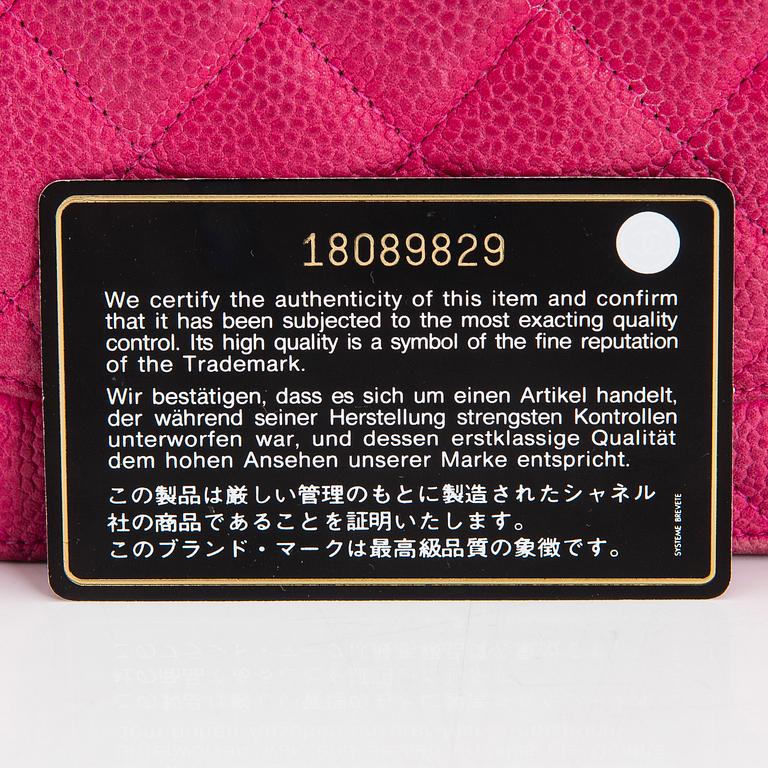 18089829
We certify the authenticity of this item and confirm
that it has been subjected to the most exacting quality
control. Its high quality is a symbol of the fine reputation
of the Trademark.
Wir bestätigen, dass es sich um einen Artikel handelt,
der während seiner Herstellung strengsten Kontrollen
unterworfen war, und dessen erstklassige Qualität
dem hohen Ansehen unserer Marke entspricht.
この製品は厳しい管理のもとに製造されたシャネル
社の商品であることを証明いたします。
このブランド・マークは最高級品質の象徴です。
SYSTEME BREVETE